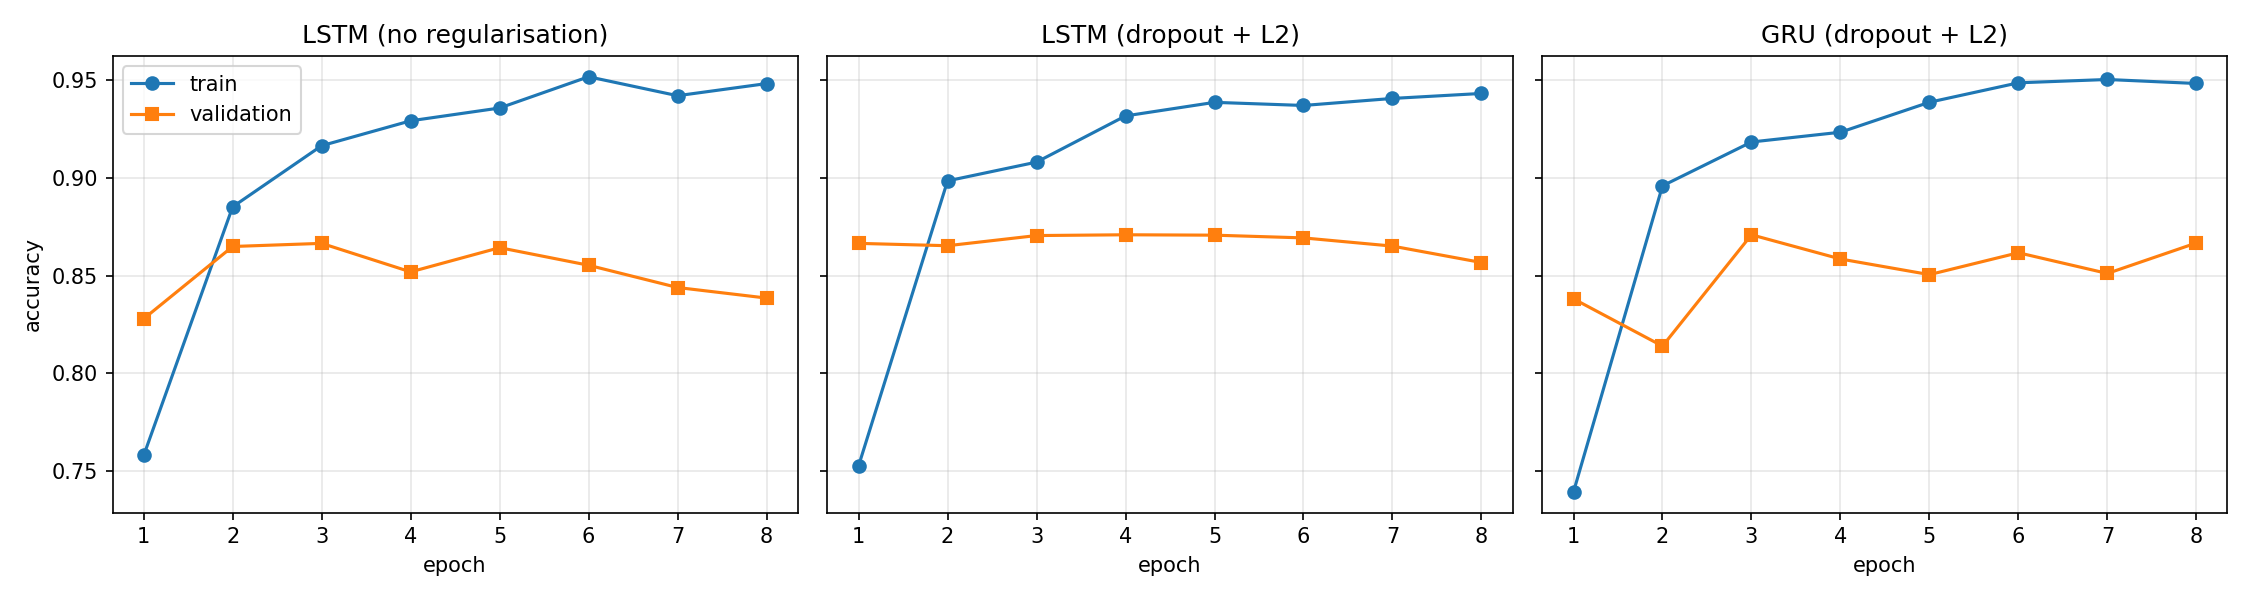 LSTM (no regularisation)
LSTM (dropout + L2)
GRU (dropout + L2)
train
validation
accuracy
0.95
0.90
0.85
0.80
0.75
1 2 3 4 5 6 7 8
1 2 3 4 5 6 7 8
1 2 3 4 5 6 7 8
epoch
epoch
epoch